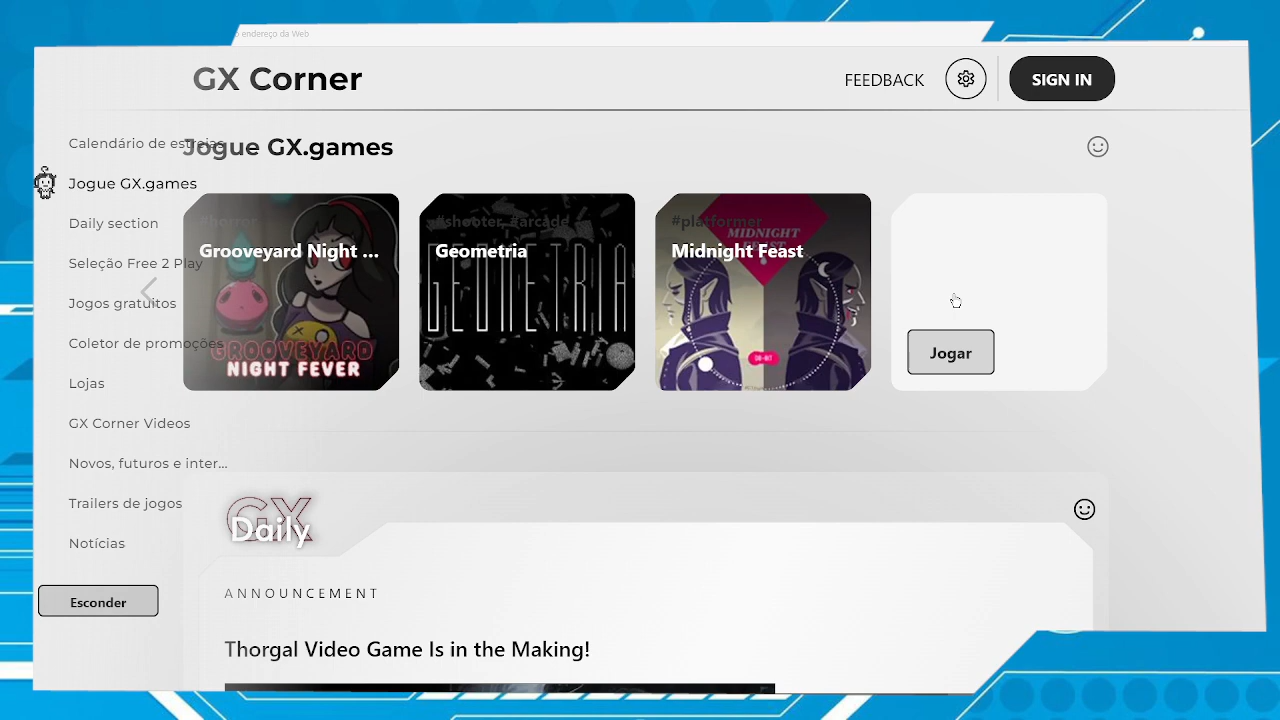 o endereço da Web
GX Corner
FEEDBACK
SIGN IN
Calendário de estreias
Jogue GX.games
Daily section
Seleção Free 2 Play
Jogos gratuitos
Coletor de promoções
Lojas
GX Corner Videos
Novos, futuros e inter...
Trailers de jogos
Notícias
Esconder
Jogue GX.games
#horror
Grooveyard Night ...
GROOVEYARD
NIGHT FEVER
#shooter, #arcade
Geometria
GEOMETRIA
#platformer
Midnight Feast
MIDNIGHT
FEAST
Jogar
GX
Daily
ANNOUNCEMENT
Thorgal Video Game Is in the Making!